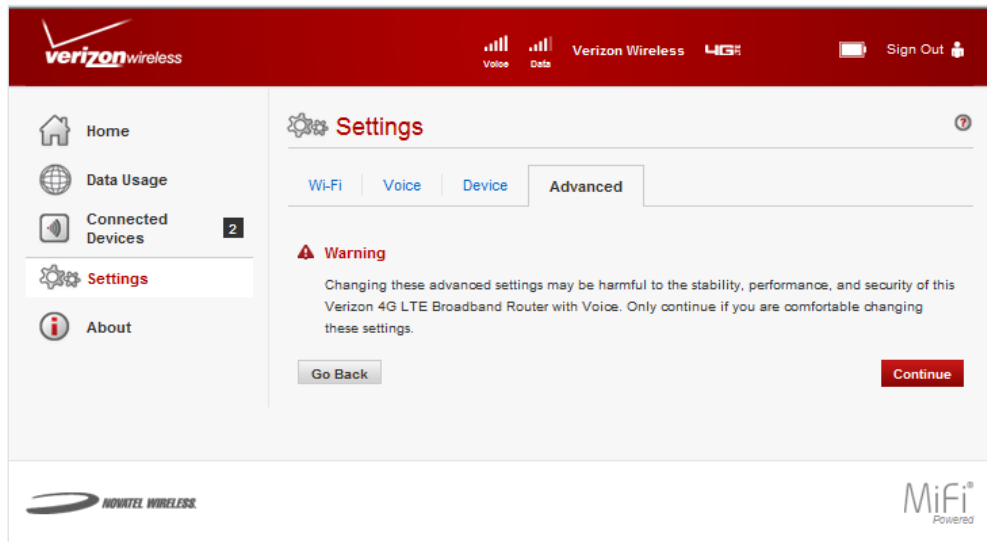 verizonwireless
Voice
Data
Verizon Wireless
4G LTE
Sign Out
Home
Data Usage
Connected
Devices
2
Settings
About
Settings
?
Wi-Fi
Voice
Device
Advanced
Warning
Changing these advanced settings may be harmful to the stability, performance, and security of this
Verizon 4G LTE Broadband Router with Voice. Only continue if you are comfortable changing
these settings.
Go Back
Continue
NOVATEL WIRELESS.
MiFi®
Powered